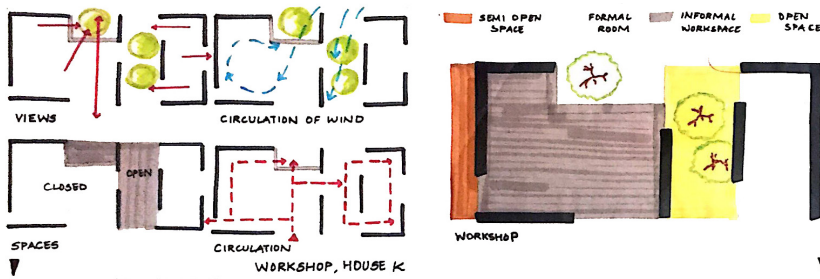 VIEWS
CIRCULATION OF WIND
CLOSED
OPEN
SPACES
CIRCULATION
WORKSHOP, HOUSE K
SEMI OPEN
SPACE
FORMAL
ROOM
INFORMAL
WORKSPACE
OPEN
SPACE
WORKSHOP